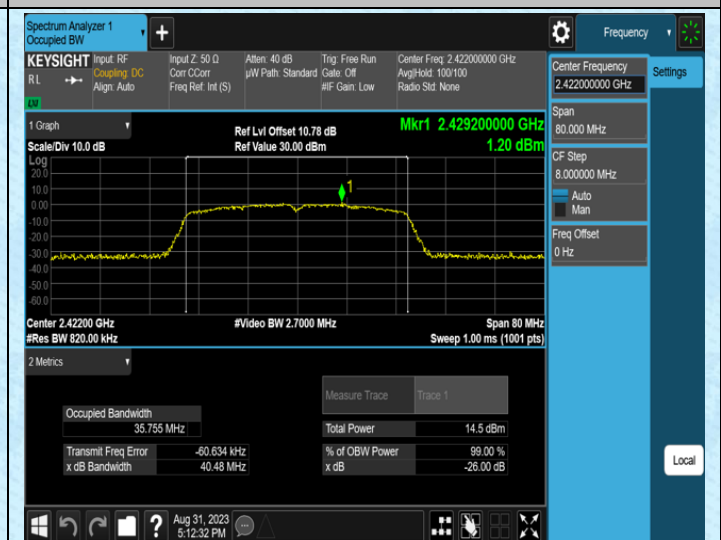 Spectrum Analyzer 1
Occupied BW
+
Frequency
KEYSIGHT
R L
LXI
Input: RF
Coupling: DC
Align: Auto
Input Z: 50 Ω
Corr CCorr
Freq Ref: Int (S)
Atten: 40 dB
µW Path: Standard
Trig: Free Run
Gate: Off
#IF Gain: Low
Center Freq: 2.422000000 GHz
Avg|Hold: 100/100
Radio Std: None
Center Frequency
2.422000000 GHz
Settings
Span
80.000 MHz
CF Step
8.000000 MHz
Auto
Man
Freq Offset
0 Hz
Local
1 Graph
Scale/Div 10.0 dB
Ref Lvl Offset 10.78 dB
Ref Value 30.00 dBm
Mkr1 2.429200000 GHz
1.20 dBm
Log
20.0
10.0
0.00
-10.0
-20.0
-30.0
-40.0
-50.0
-60.0
1
Center 2.42200 GHz
#Res BW 820.00 kHz
#Video BW 2.7000 MHz
Span 80 MHz
Sweep 1.00 ms (1001 pts)
2 Metrics
Measure Trace
Trace 1
Occupied Bandwidth
35.755 MHz
Total Power
14.5 dBm
Transmit Freq Error
-60.634 kHz
% of OBW Power
99.00 %
x dB Bandwidth
40.48 MHz
x dB
-26.00 dB
?
Aug 31, 2023
5:12:32 PM